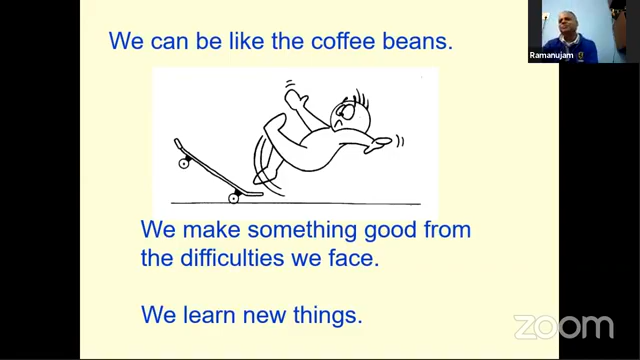 We can be like the coffee beans.
Ramanujam
We make something good from
the difficulties we face.
We learn new things.
zoom